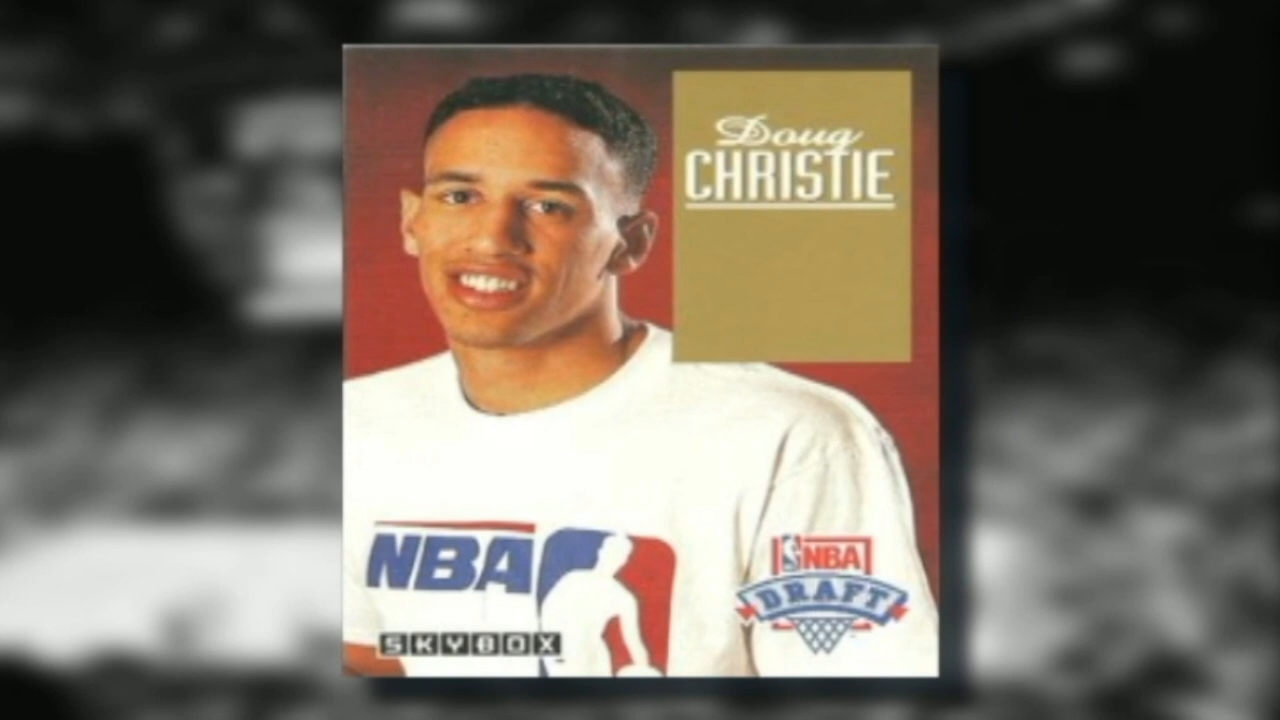 Doug
CHRISTIE
NBA
NBA
DRAFT
SKYBOX